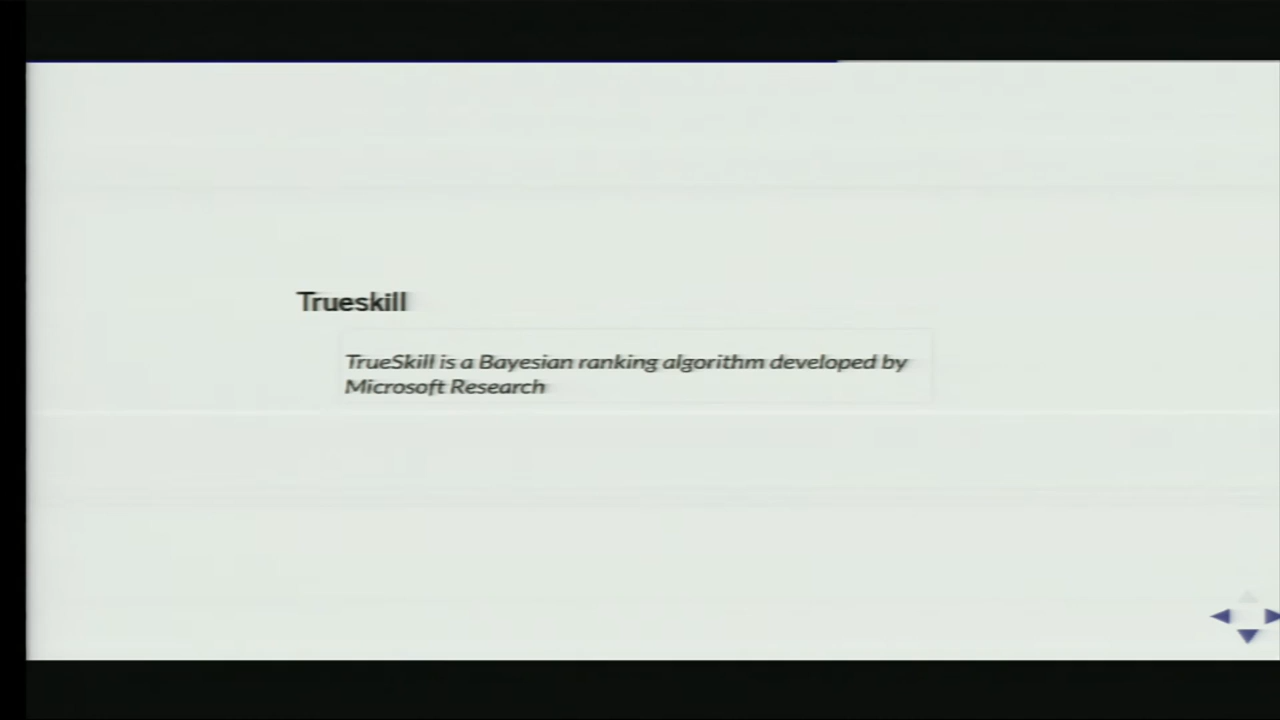 Trueskill
TrueSkill is a Bayesian ranking algorithm developed by
Microsoft Research